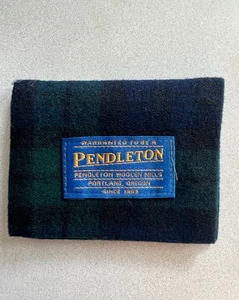 WARRANTED TO BE A
PENDLETON
PENDLETON WOOLEN MILLS
PORTLAND, OREGON
SINCE 1863